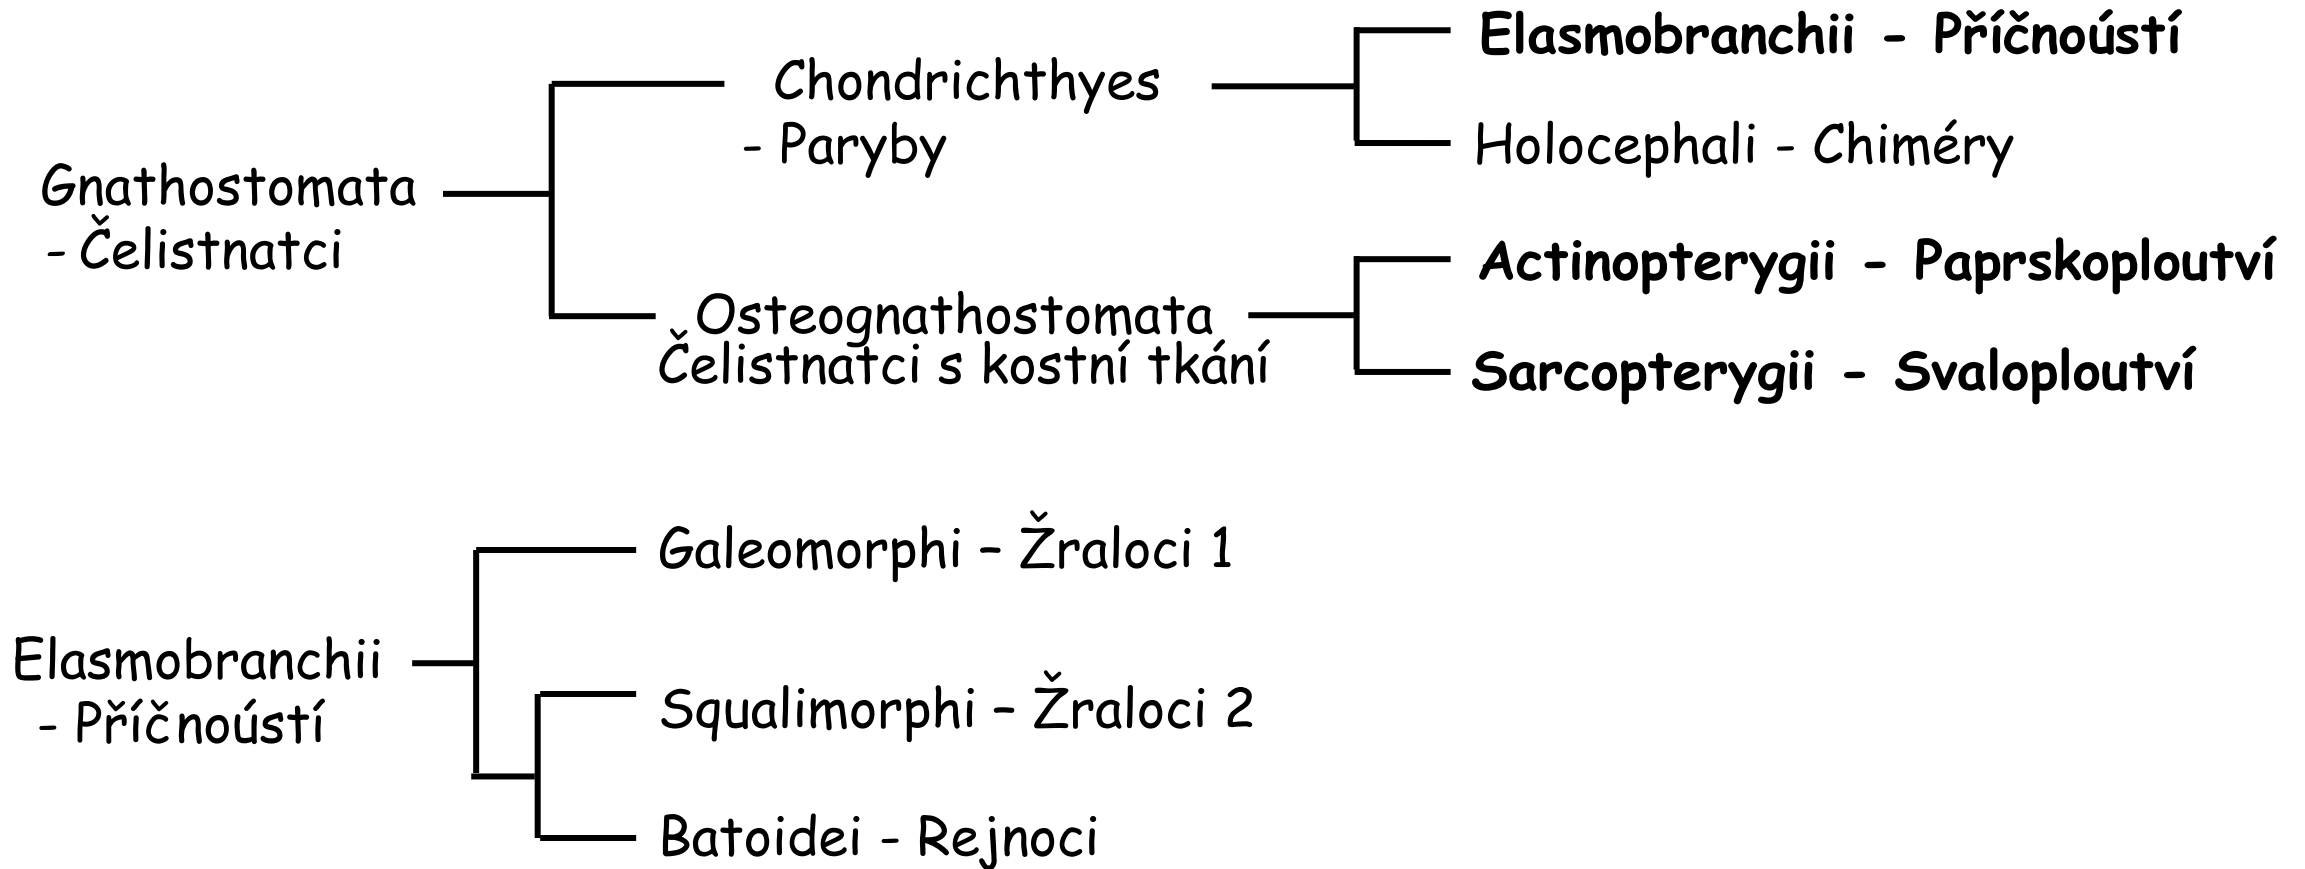 Elasmobranchii - Příčnoústí
Chondrichthyes
- Paryby
Holocephali - Chiméry
Gnathostomata
- Čelistnatci
Actinopterygii - Paprskoploutví
Osteognathostomata
Čelistnatci s kostní tkání
Sarcopterygii - Svaloploutví
Galeomorphi – Žraloci 1
Elasmobranchii
- Příčnoústí
Squalimorphi – Žraloci 2
Batoidei - Rejnoci